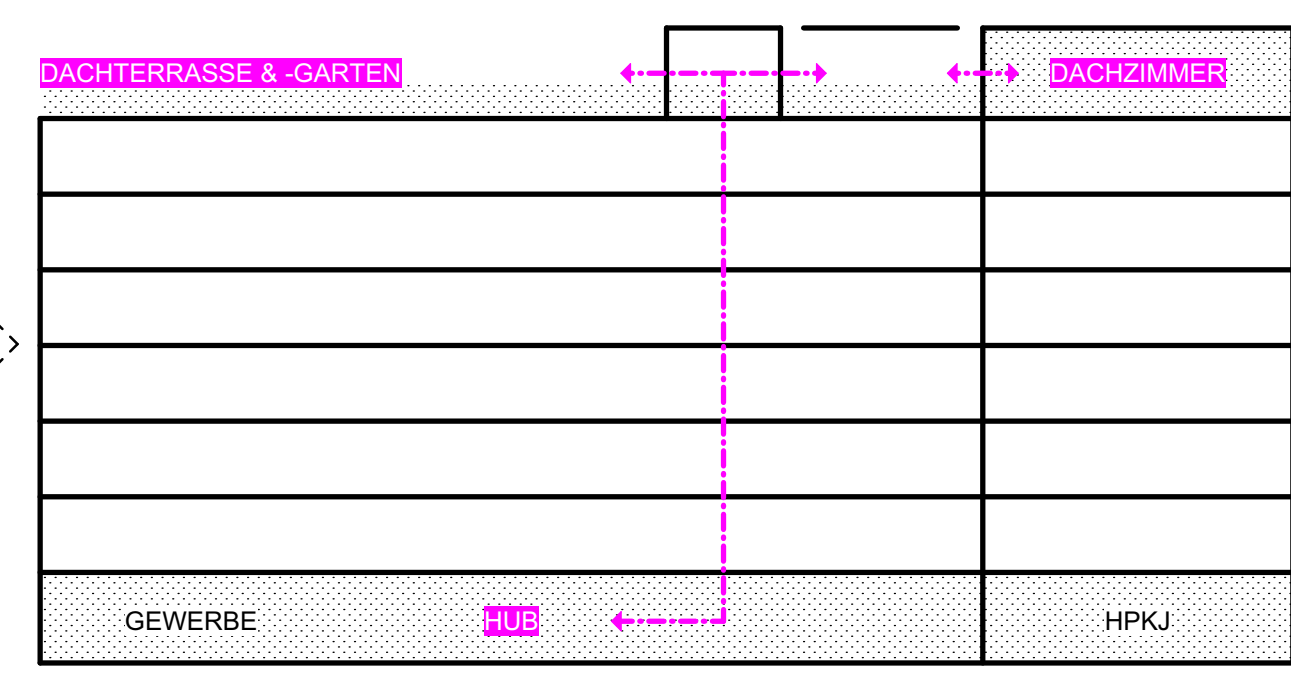 DACHTERRASSE & -GARTEN
DACHZIMMER
GEWERBE
HUB
HPKJ